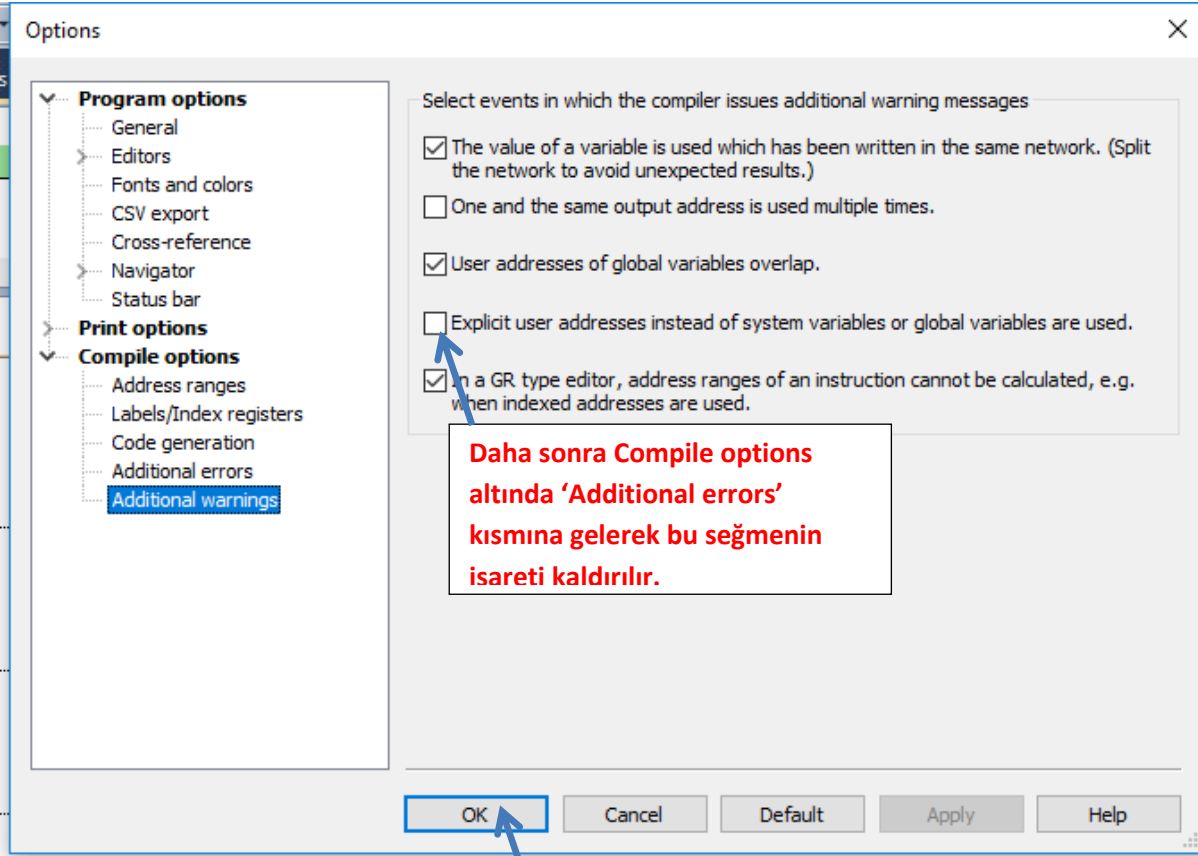 Options
Program options
General
Editors
Fonts and colors
CSV export
Cross-reference
Navigator
Status bar
Print options
Compile options
Address ranges
Labels/Index registers
Code generation
Additional errors
Additional warnings
Select events in which the compiler issues additional warning messages
The value of a variable is used which has been written in the same network. (Split
the network to avoid unexpected results.)
One and the same output address is used multiple times.
User addresses of global variables overlap.
Explicit user addresses instead of system variables or global variables are used.
In a GR type editor, address ranges of an instruction cannot be calculated, e.g.
when indexed addresses are used.
Daha sonra Compile options
altında ‘Additional errors’
kısmına gelerek bu seğmenin
isareti kaldırılır.
OK
Cancel
Default
Apply
Help